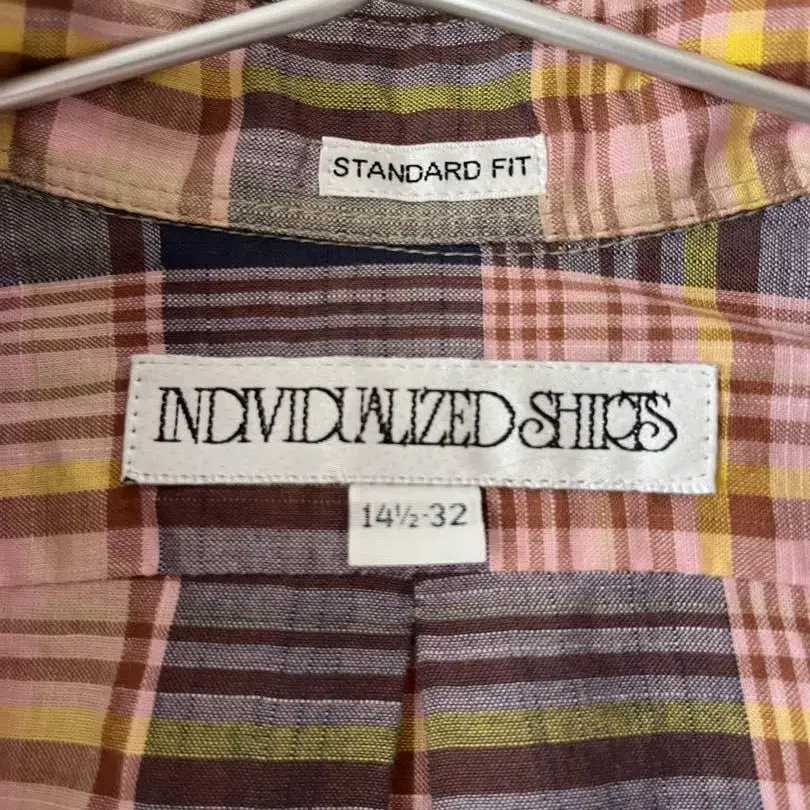 STANDARD FIT
INDIVIDUALIZED SHIRTS
14½-32